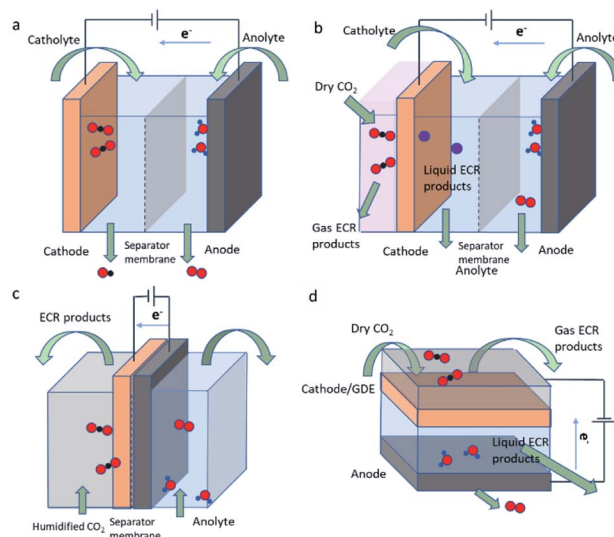 a
e⁻
Catholyte
Anolyte
Cathode
Separator
membrane
Anode
b
e⁻
Catholyte
Anolyte
Dry CO₂
Liquid ECR
products
Gas ECR
products
Cathode
Separator
membrane
Anode
Anolyte
c
e⁻
ECR products
Humidified CO₂
Separator
membrane
Anolyte
d
Dry CO₂
Gas ECR
products
Cathode/GDE
e⁻
Liquid ECR
products
Anode